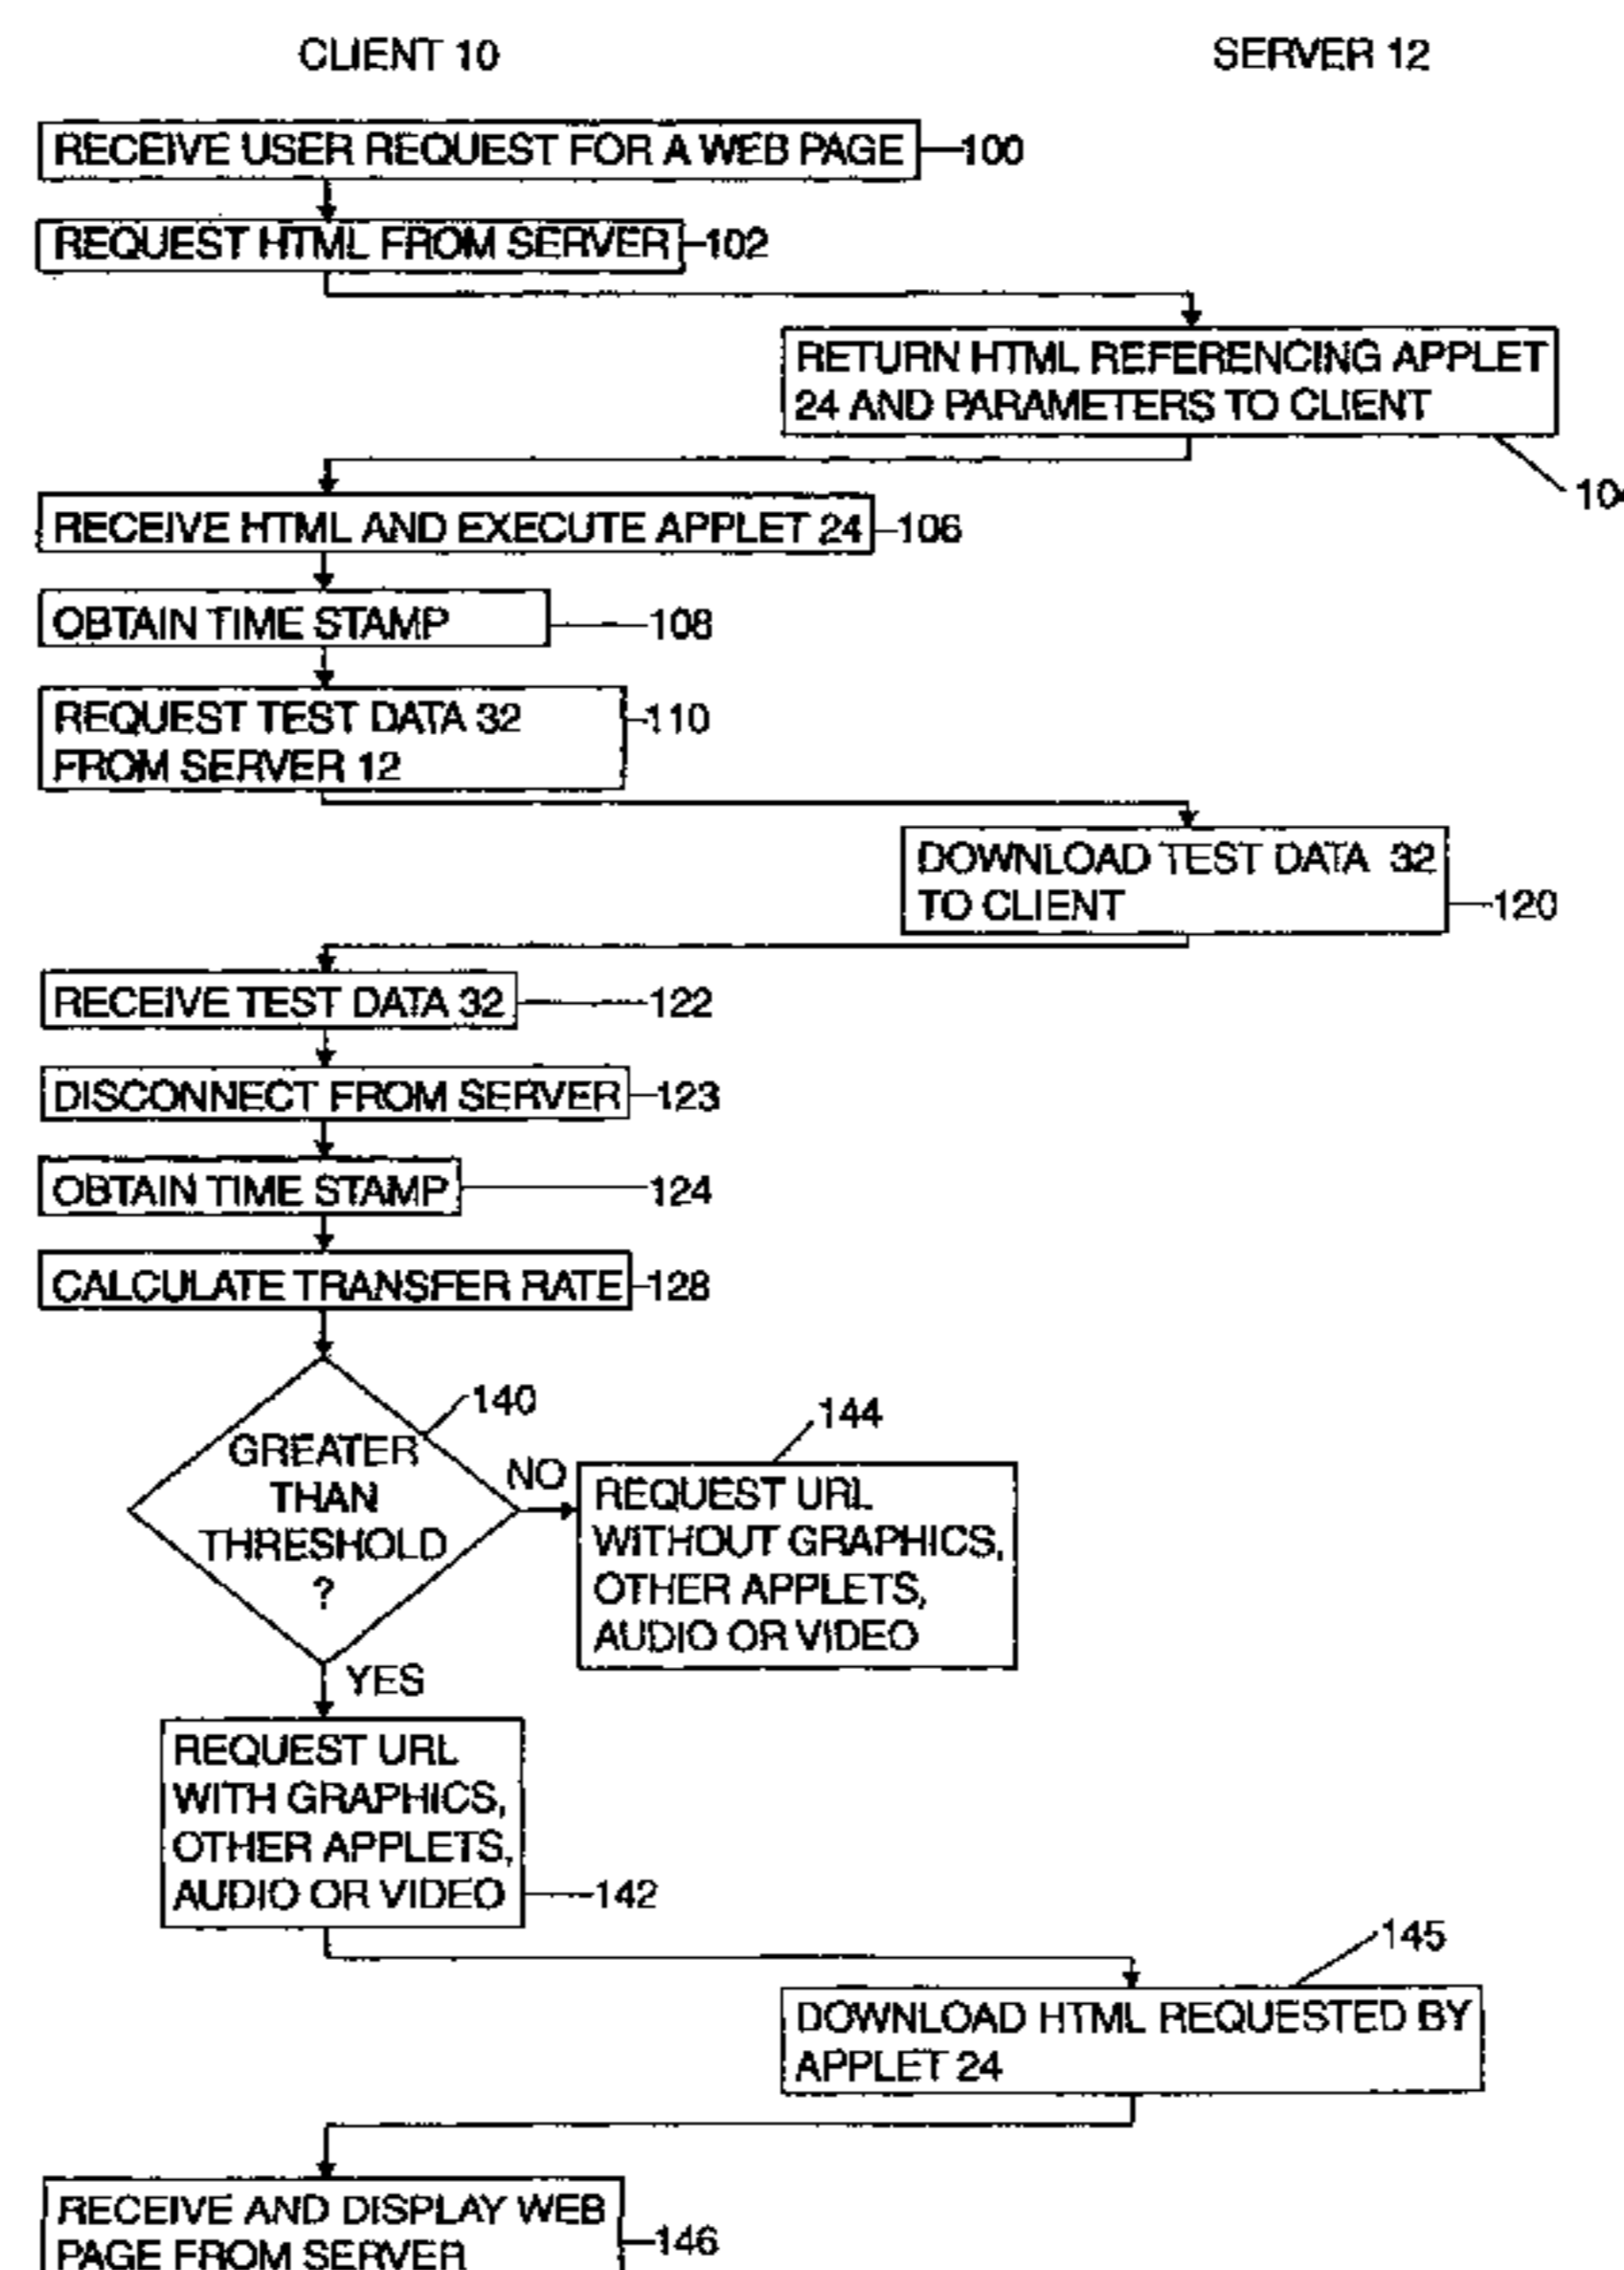 CLIENT 10
SERVER 12
RECEIVE USER REQUEST FOR A WEB PAGE
100
REQUEST HTML FROM SERVER
102
RETURN HTML REFERENCING APPLET
24 AND PARAMETERS TO CLIENT
RECEIVE HTML AND EXECUTE APPLET 24
106
OBTAIN TIME STAMP
108
REQUEST TEST DATA 32
FROM SERVER 12
110
DOWNLOAD TEST DATA 32
TO CLIENT
120
RECEIVE TEST DATA 32
122
DISCONNECT FROM SERVER
123
OBTAIN TIME STAMP
124
CALCULATE TRANSFER RATE
128
140
GREATER
THAN
THRESHOLD
?
NO
144
REQUEST URL
WITHOUT GRAPHICS,
OTHER APPLETS,
AUDIO OR VIDEO
YES
REQUEST URL
WITH GRAPHICS,
OTHER APPLETS,
AUDIO OR VIDEO
142
145
DOWNLOAD HTML REQUESTED BY
APPLET 24
RECEIVE AND DISPLAY WEB
PAGE FROM SERVER
146